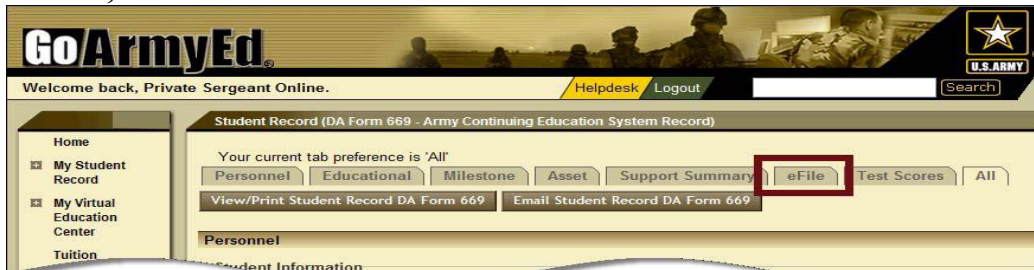 GoArmyEd®
U.S.ARMY
Welcome back, Private Sergeant Online.
Helpdesk Logout
Search
Student Record (DA Form 669 - Army Continuing Education System Record)
Home
My Student
Record
My Virtual
Education
Center
Tuition
Your current tab preference is 'All'
Personnel Educational Milestone Asset Support Summary eFile Test Scores All
View/Print Student Record DA Form 669 Email Student Record DA Form 669
Personnel
Student Information